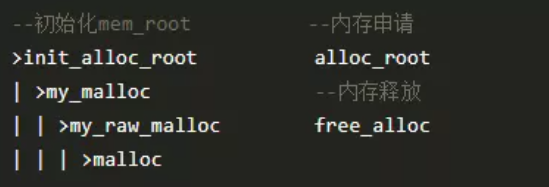 --初始化mem_root --内存申请
>init_alloc_root alloc_root
| >my_malloc --内存释放
| | >my_raw_malloc free_alloc
| | | >malloc